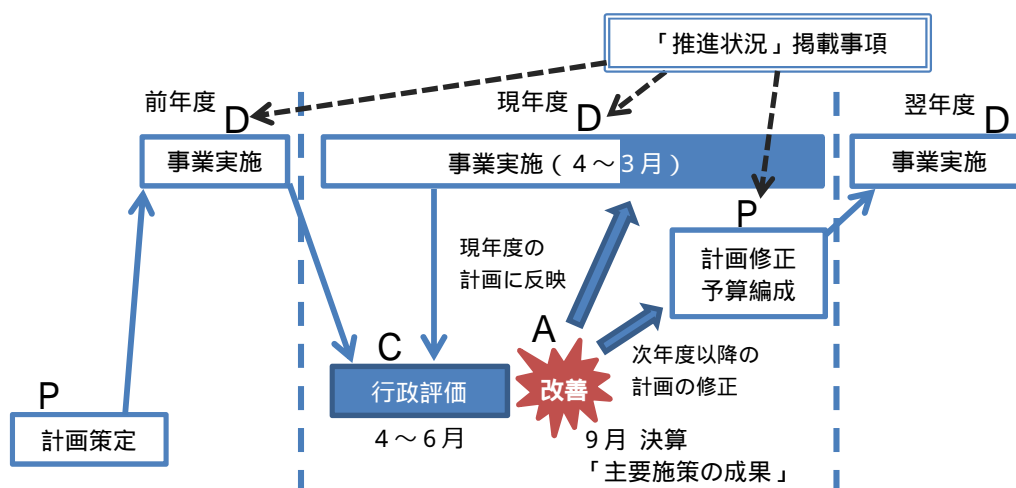 「推進状況」掲載事項
前年度
D
現年度
D
翌年度
D
事業実施
事業実施（４～３月）
事業実施
P
計画修正
予算編成
現年度の
計画に反映
C
行政評価
４～６月
A
改善
次年度以降の
計画の修正
９月 決算
「主要施策の成果」
P
計画策定